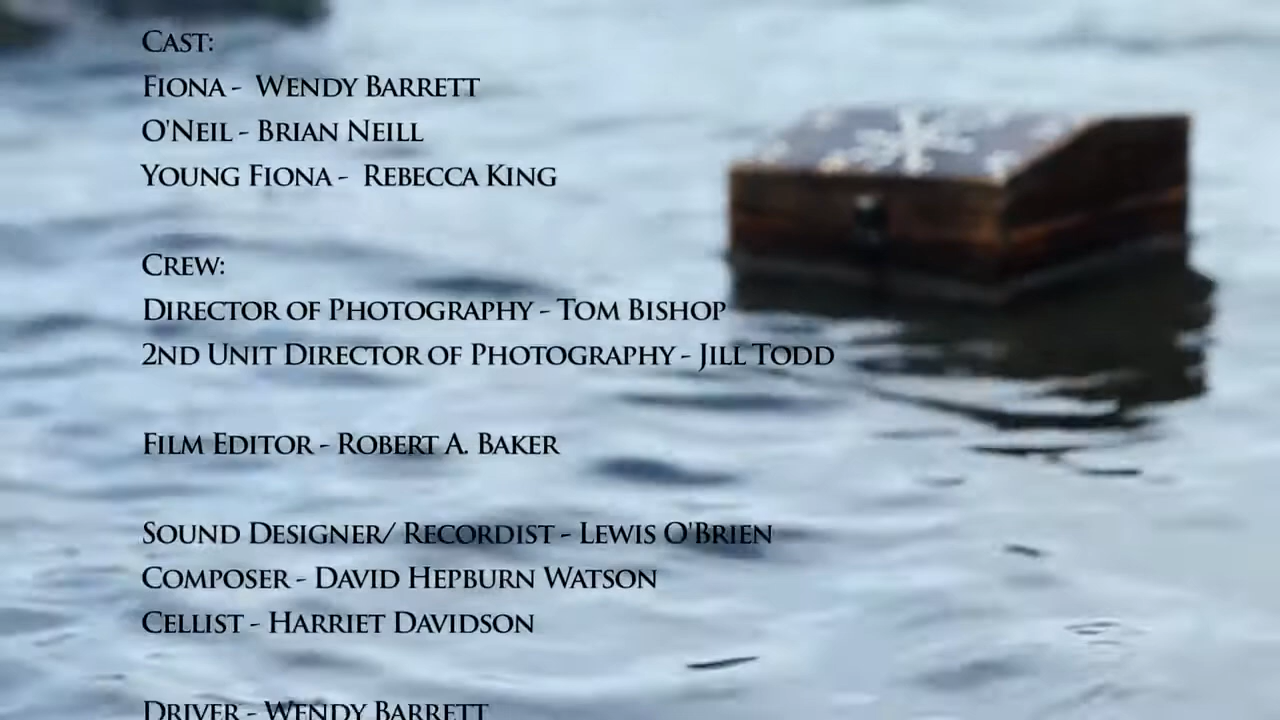 Cast:
Fiona - Wendy Barrett
O'Neil - Brian Neill
Young Fiona - Rebecca King
Crew:
Director of Photography - Tom Bishop
2nd Unit Director of Photography - Jill Todd
Film Editor - Robert A. Baker
Sound Designer/ Recordist - Lewis O'Brien
Composer - David Hepburn Watson
Cellist - Harriet Davidson
Driver - Wendy Barrett